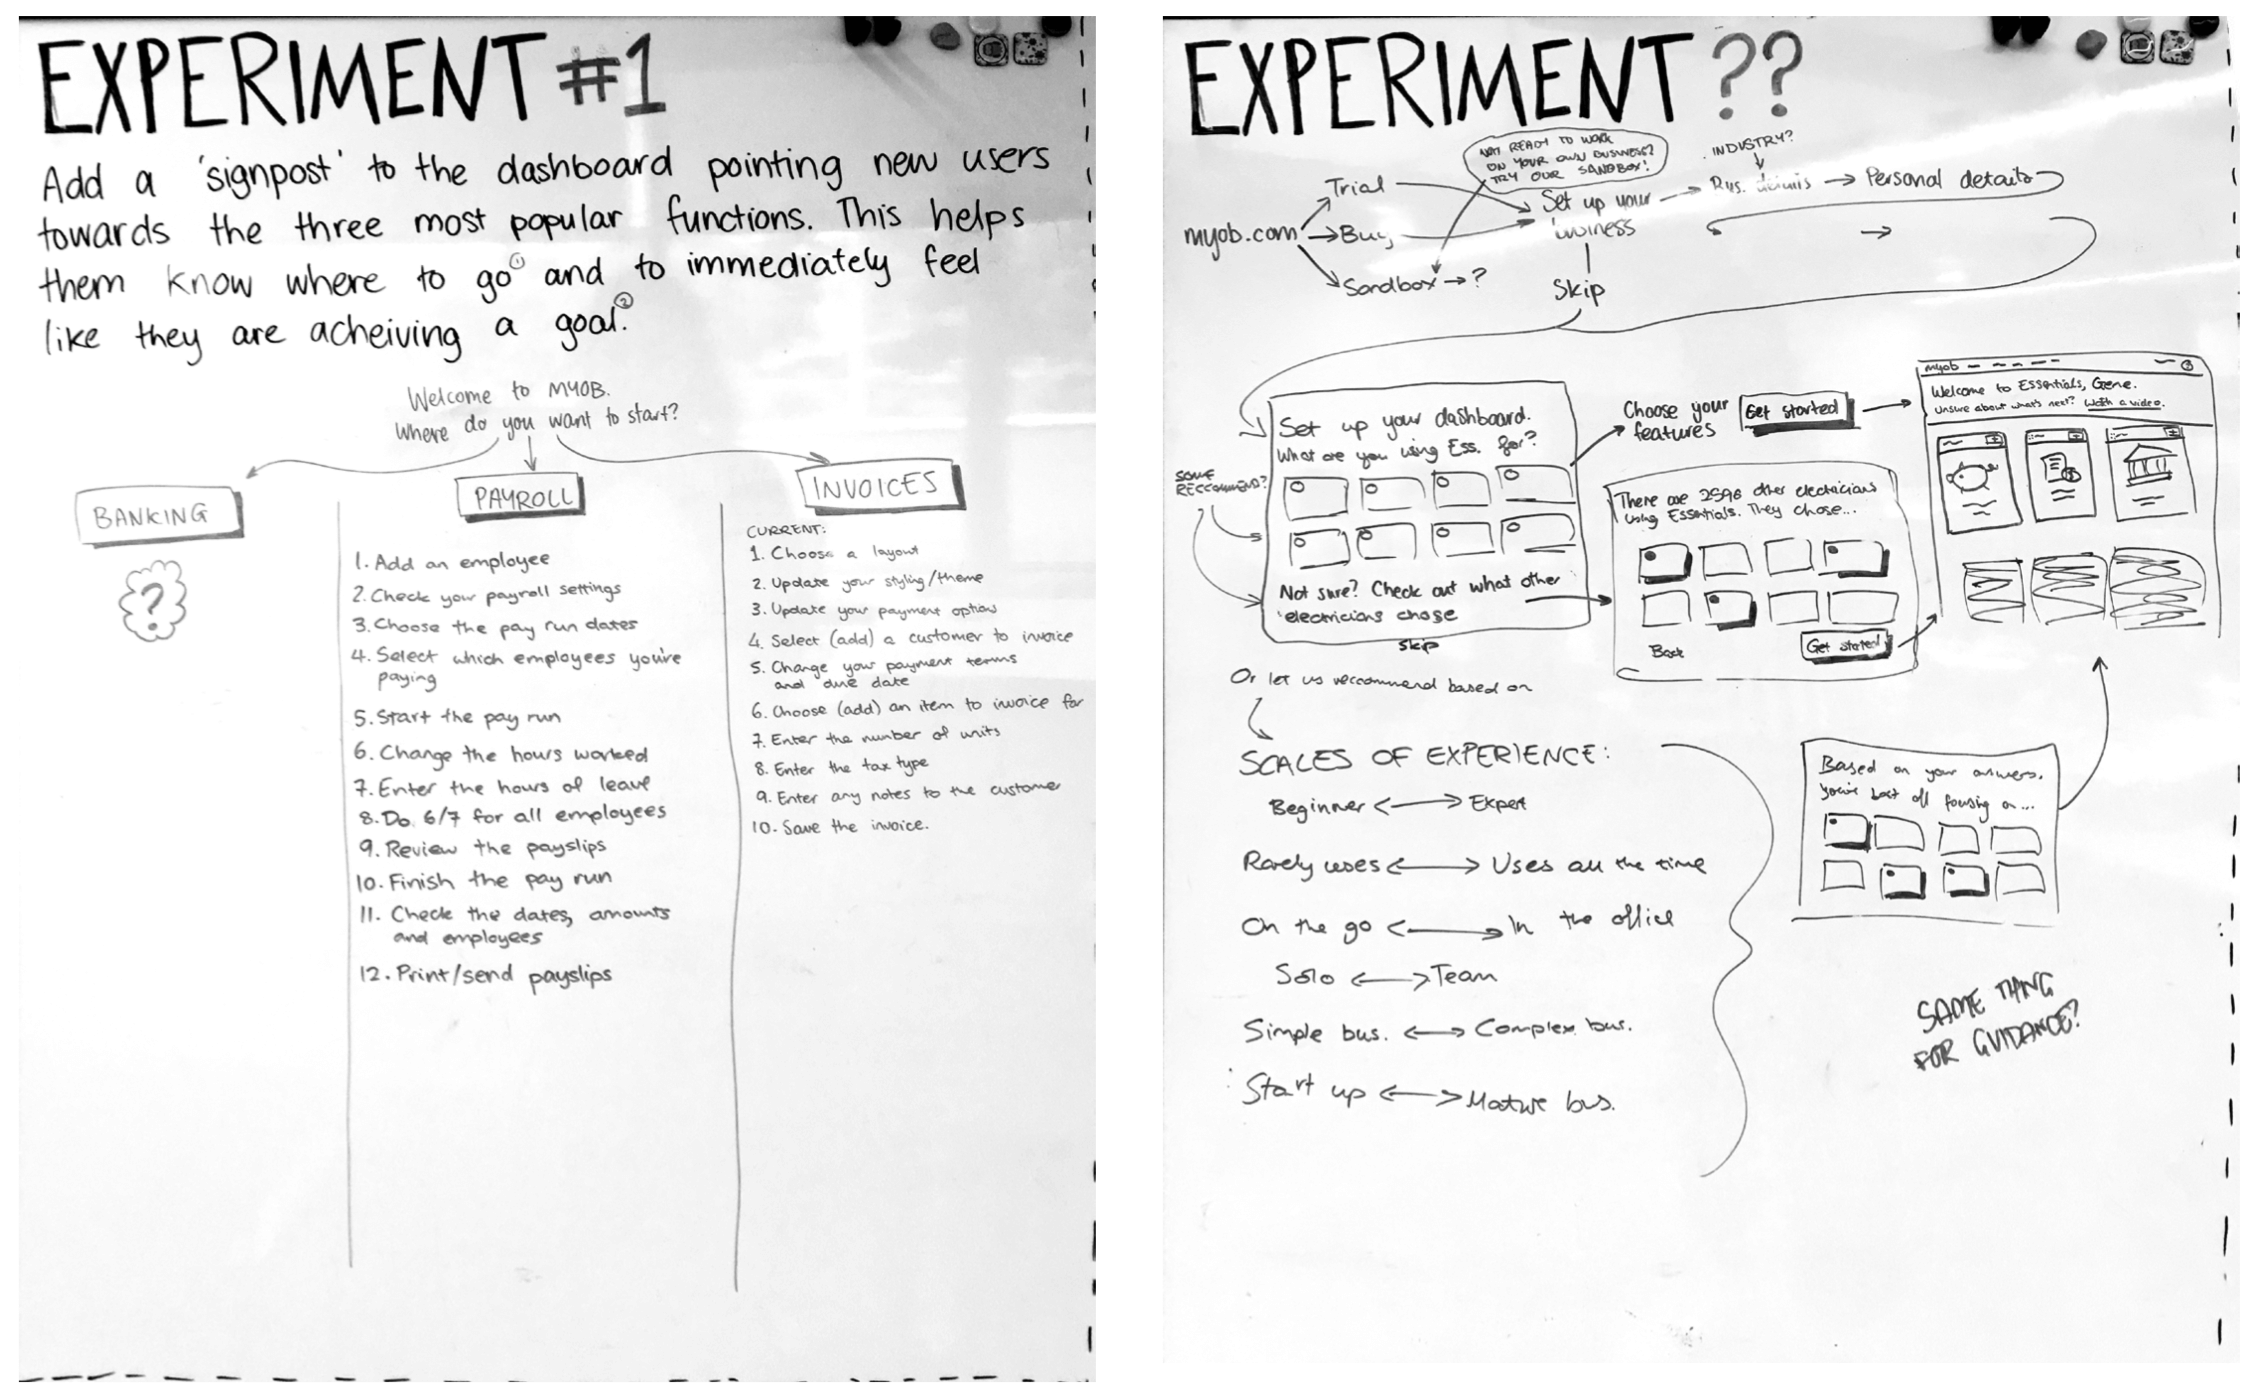 EXPERIMENT #1
Add a 'signpost' to the dashboard pointing new users
towards the three most popular functions. This helps
them know where to go① and to immediately feel
like they are acheiving a goal.②
Welcome to MYOB.
Where do you want to start?
BANKING
?
PAYROLL
1. Add an employee
2. Check your payroll settings
3. Choose the pay run dates
4. Select which employees you're
paying
5. Start the pay run
6. Change the hours worked
7. Enter the hours of leave
8. Do 6/7 for all employees
9. Review the payslips
10. Finish the pay run
11. Check the dates, amounts
and employees
12. Print/send payslips
INVOICES
CURRENT:
1. Choose a layout
2. Update your styling/theme
3. Update your payment options
4. Select (add) a customer to invoice
5. Change your payment terms
and due date
6. Choose (add) an item to invoice for
7. Enter the number of units
8. Enter the tax type
9. Enter any notes to the customer
10. Save the invoice.
EXPERIMENT ??
NOT READY TO WORK
ON YOUR OWN BUSINESS?
TRY OUR SANDBOX!
INDUSTRY?
myob.com
Trial
Buy
Sandbox → ?
Set up your
business
Bus. details → Personal details
Skip
SOME
RECCOMMEND?
Set up your dashboard.
What are you using Ess. for?
Not sure? Check out what other
electricians chose
Skip
Choose your
features
Get started
There are 2596 other electricians
using Essentials. They chose...
Back
Get started
myob
Welcome to Essentials, Gene.
Unsure about what's next? Watch a video.
Or let us reccommend based on
SCALES OF EXPERIENCE:
Beginner ↔ Expert
Rarely uses ↔ Uses all the time
On the go ↔ In the office
Solo ↔ Team
Simple bus. ↔ Complex bus.
Start up ↔ Mature bus.
Based on your answers,
you're best off focusing on...
SAME THING
FOR GUIDANCE?